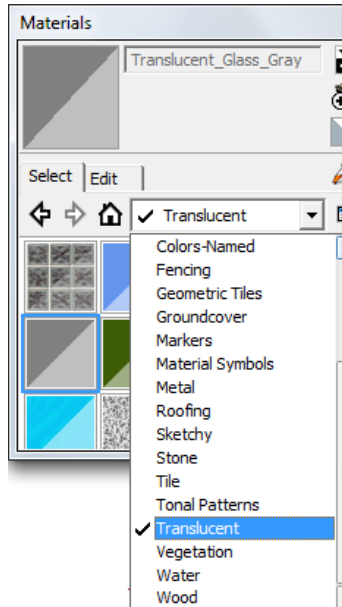 Materials
Translucent_Glass_Gray
Select
Edit
Translucent
Colors-Named
Fencing
Geometric Tiles
Groundcover
Markers
Material Symbols
Metal
Roofing
Sketchy
Stone
Tile
Tonal Patterns
Translucent
Vegetation
Water
Wood